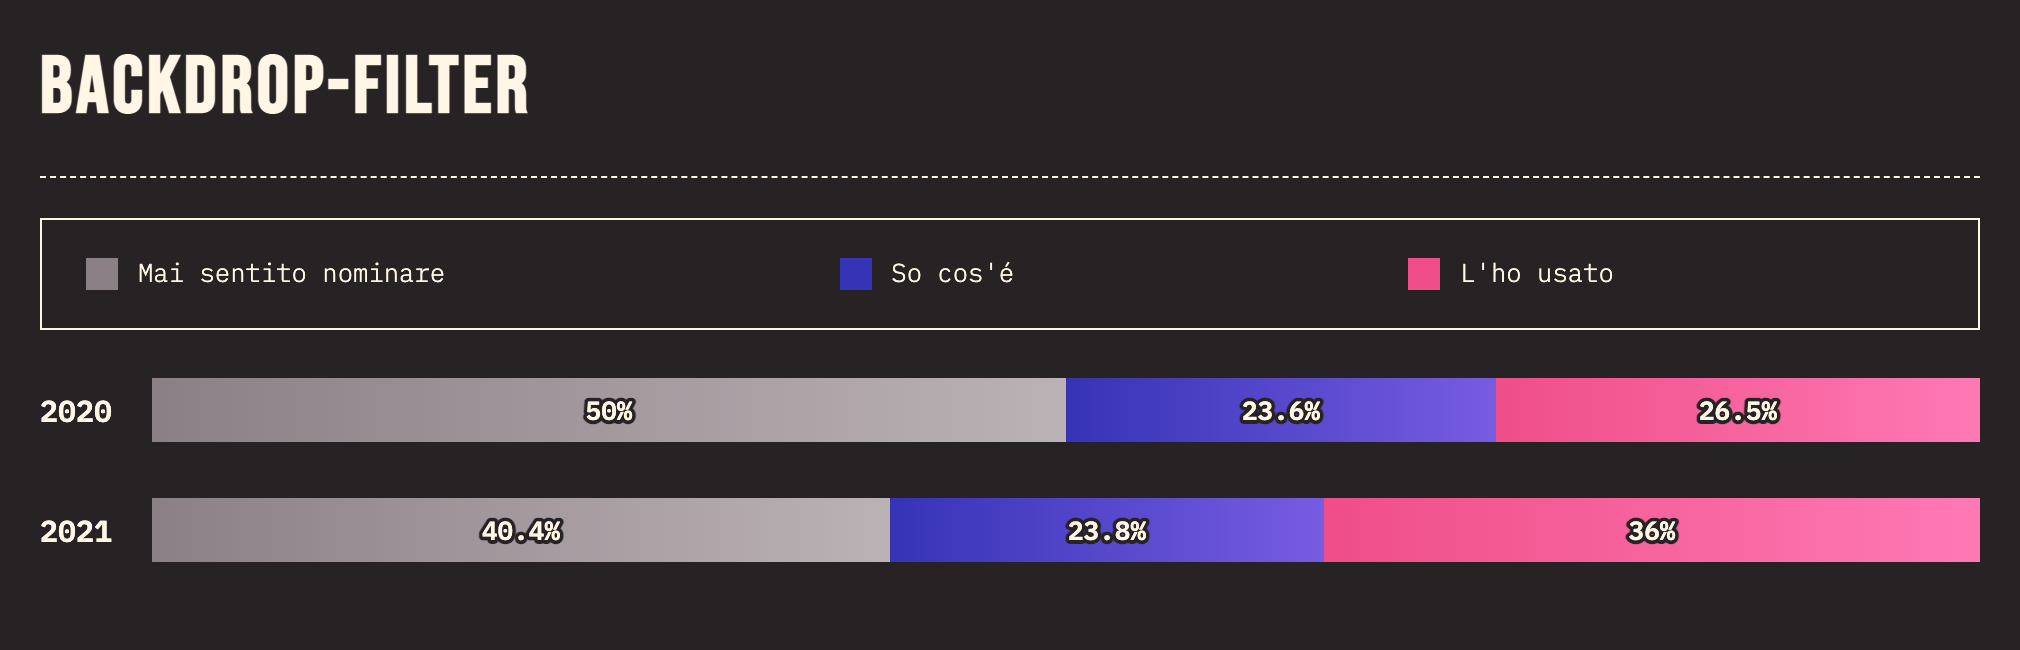 BACKDROP-FILTER
Mai sentito nominare So cos'é L'ho usato
2020 50% 23.6% 26.5%
2021 40.4% 23.8% 36%